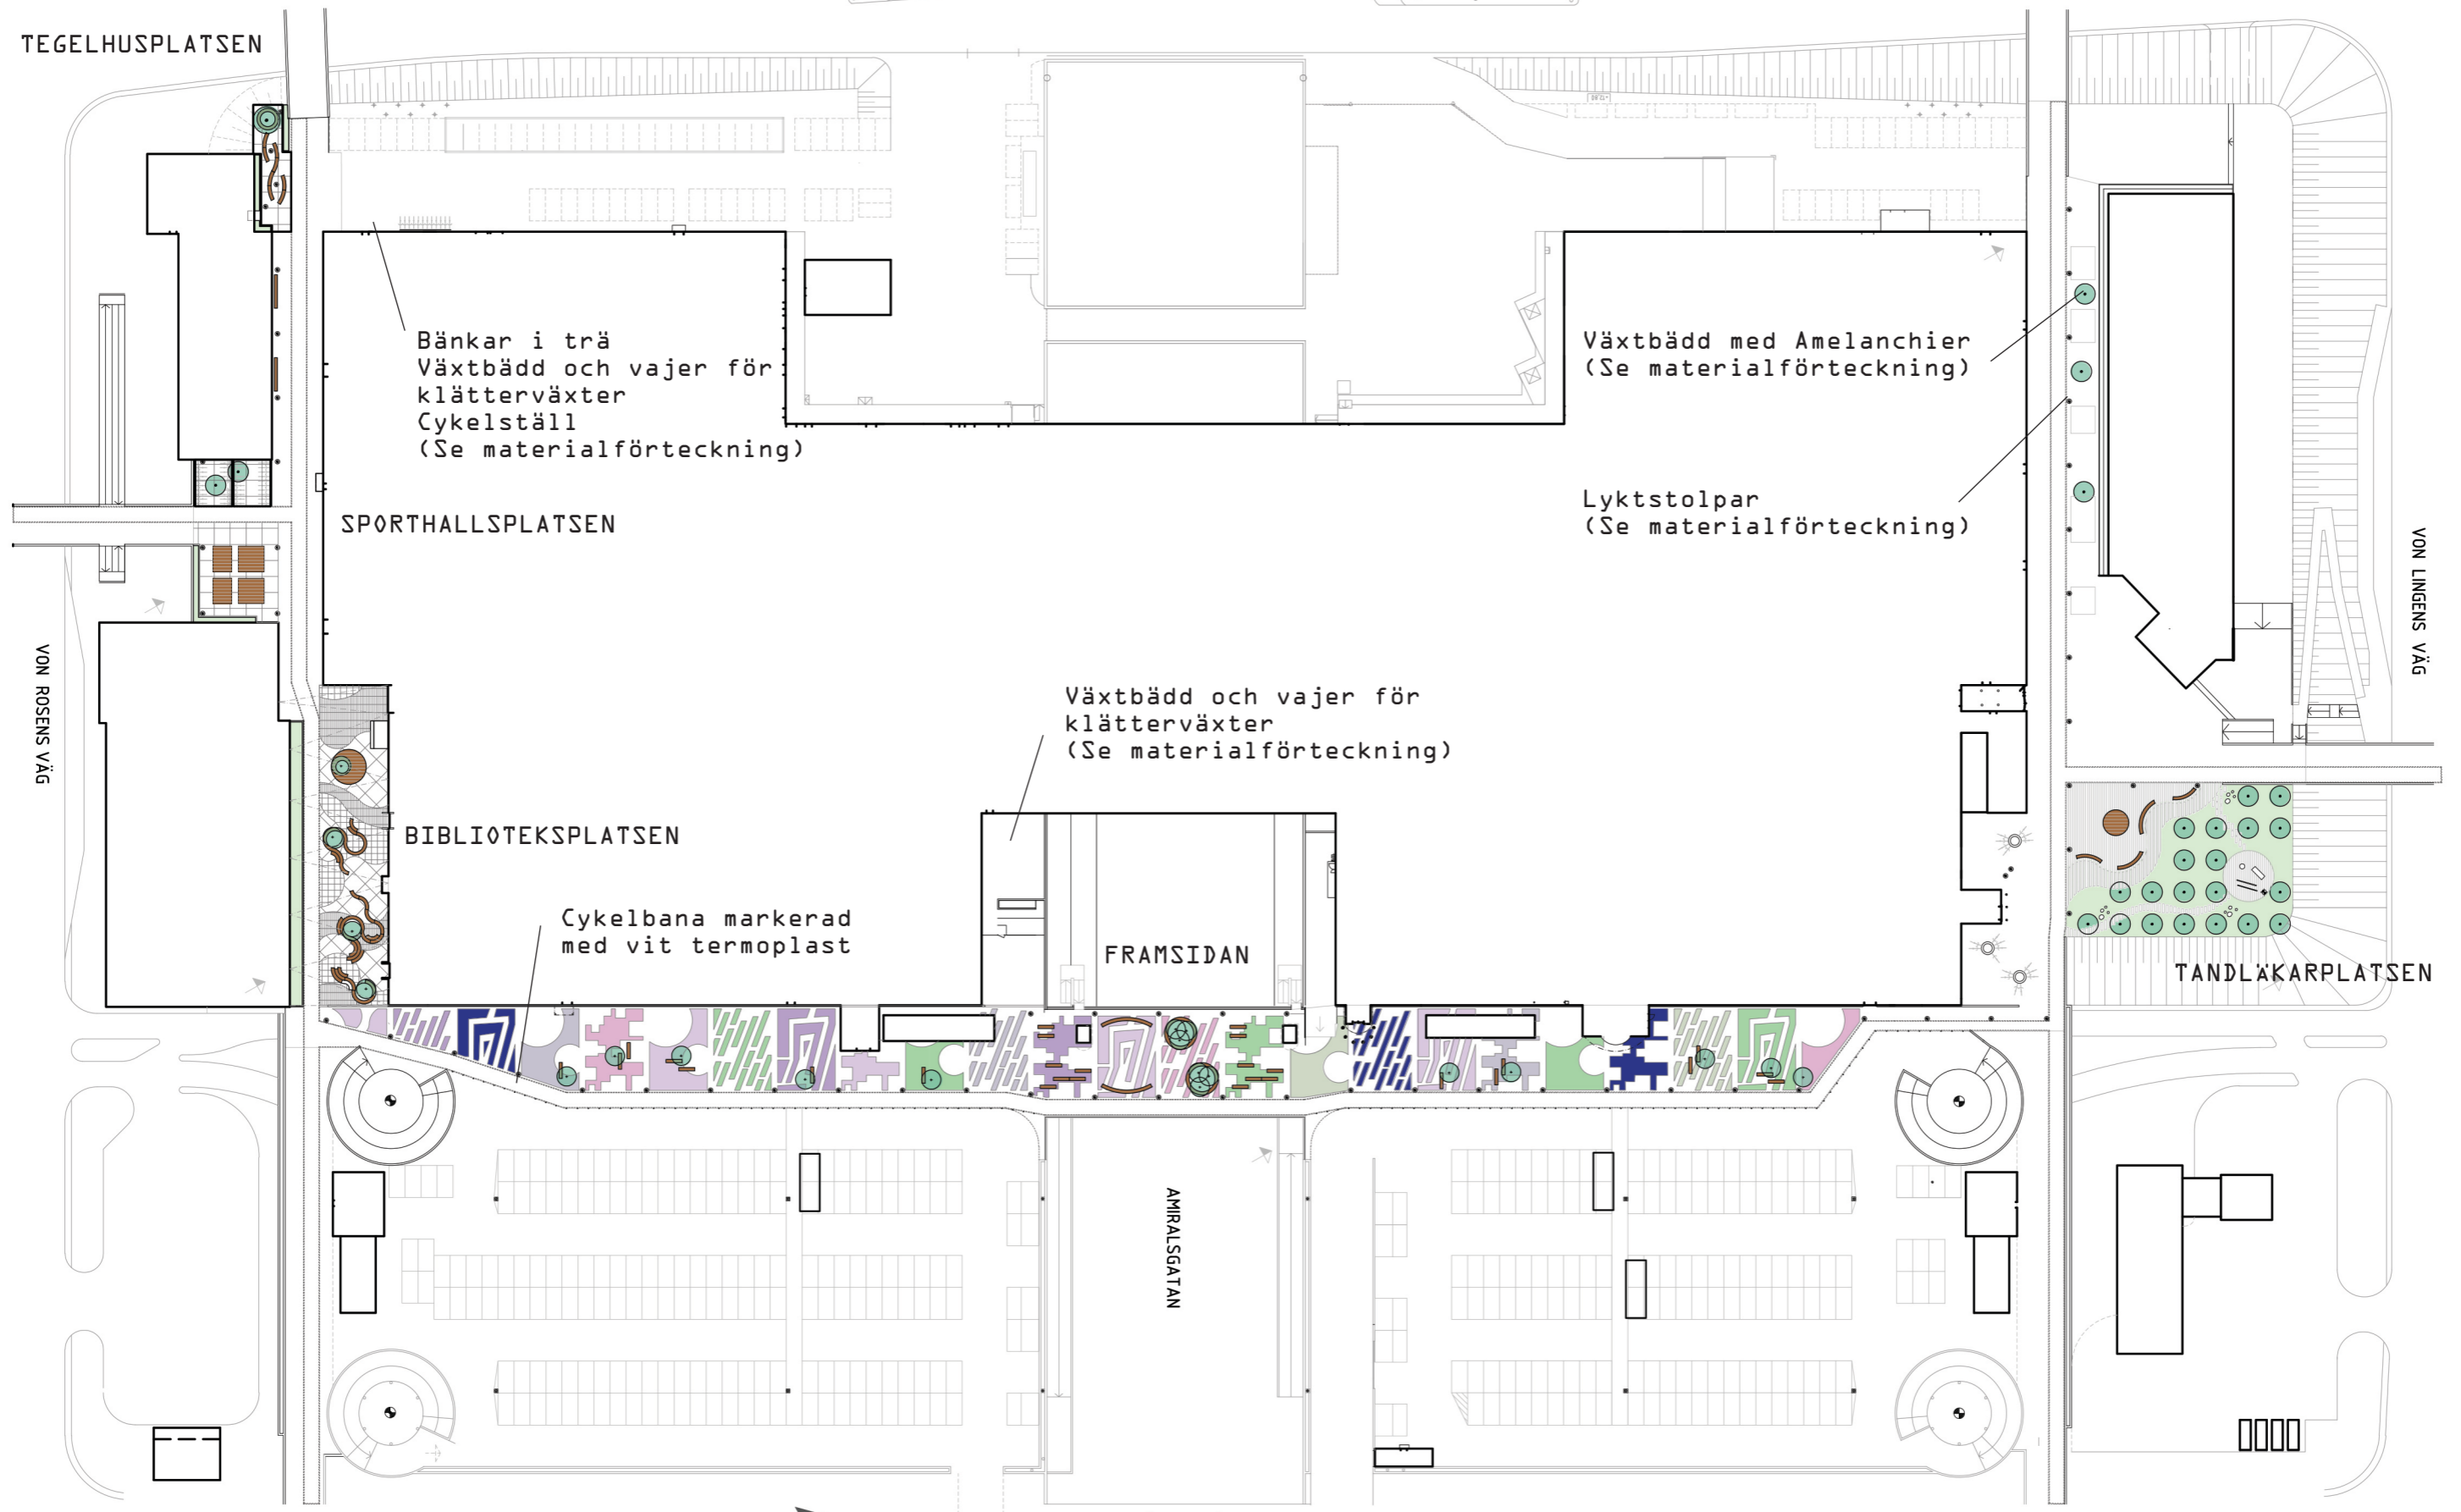 TEGELHUSPLATSEN
Bänkar i trä
Växtbädd och vajer för
klätterväxter
Cykelställ
(Se materialförteckning)
Växtbädd med Amelanchier
(Se materialförteckning)
SPORTHALLSPLATSEN
Lyktstolpar
(Se materialförteckning)
VON LINGENS VÄG
VON ROSENS VÄG
Växtbädd och vajer för
klätterväxter
(Se materialförteckning)
BIBLIOTEKSPLATSEN
Cykelbana markerad
med vit termoplast
FRAMSIDAN
TANDLÄKARPLATSEN
AMIRALSGATAN